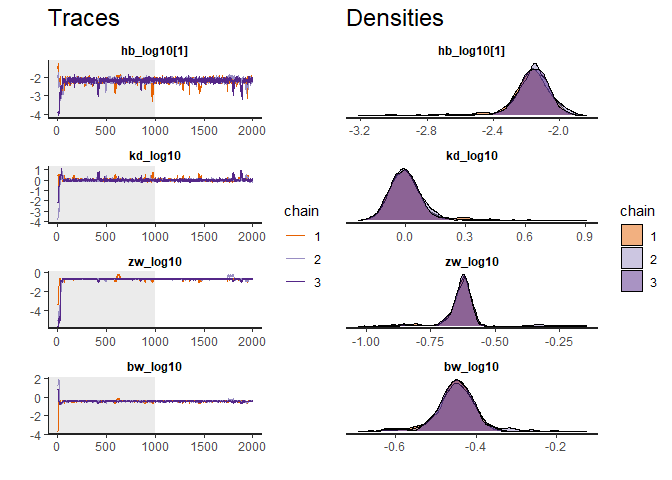 Traces
hb_log10[1]
-2
-3
-4
0 500 1000 1500 2000
kd_log10
1
0
-1
-2
-3
-4
0 500 1000 1500 2000
zw_log10
0
-2
-4
0 500 1000 1500 2000
bw_log10
2
0
-2
-4
0 500 1000 1500 2000
chain
1
2
3
Densities
hb_log10[1]
-3.2 -2.8 -2.4 -2.0
kd_log10
0.0 0.3 0.6 0.9
zw_log10
-1.00 -0.75 -0.50 -0.25
bw_log10
-0.6 -0.4 -0.2
chain
1
2
3